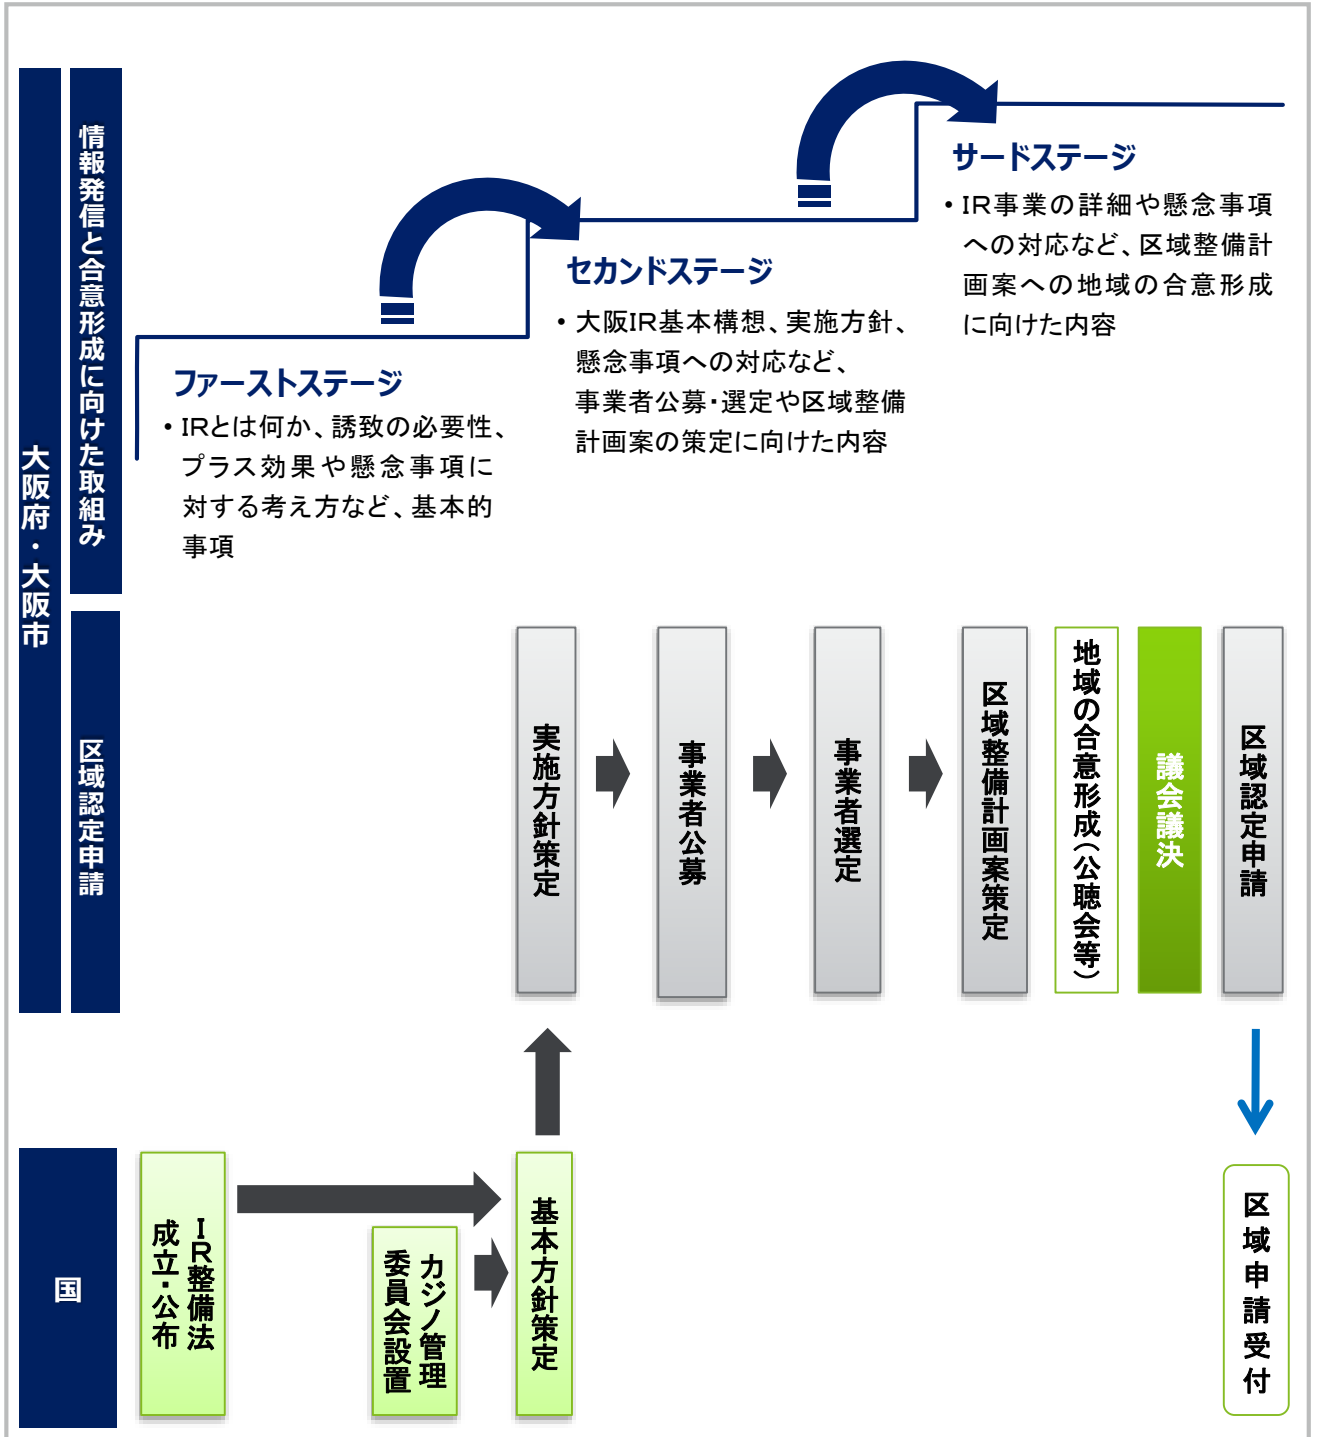 大阪府・大阪市
情報発信と合意形成に向けた取組み
ファーストステージ
• IRとは何か、誘致の必要性、
プラス効果や懸念事項に
対する考え方など、基本的
事項
セカンドステージ
• 大阪IR基本構想、実施方針、
懸念事項への対応など、
事業者公募・選定や区域整備
計画案の策定に向けた内容
サードステージ
• IR事業の詳細や懸念事項
への対応など、区域整備計
画案への地域の合意形成
に向けた内容
区域認定申請
実施方針策定
事業者公募
事業者選定
区域整備計画案策定
地域の合意形成（公聴会等）
議会議決
区域認定申請
国
ＩＲ整備法
成立・公布
カジノ管理
委員会設置
基本方針策定
区域申請受付